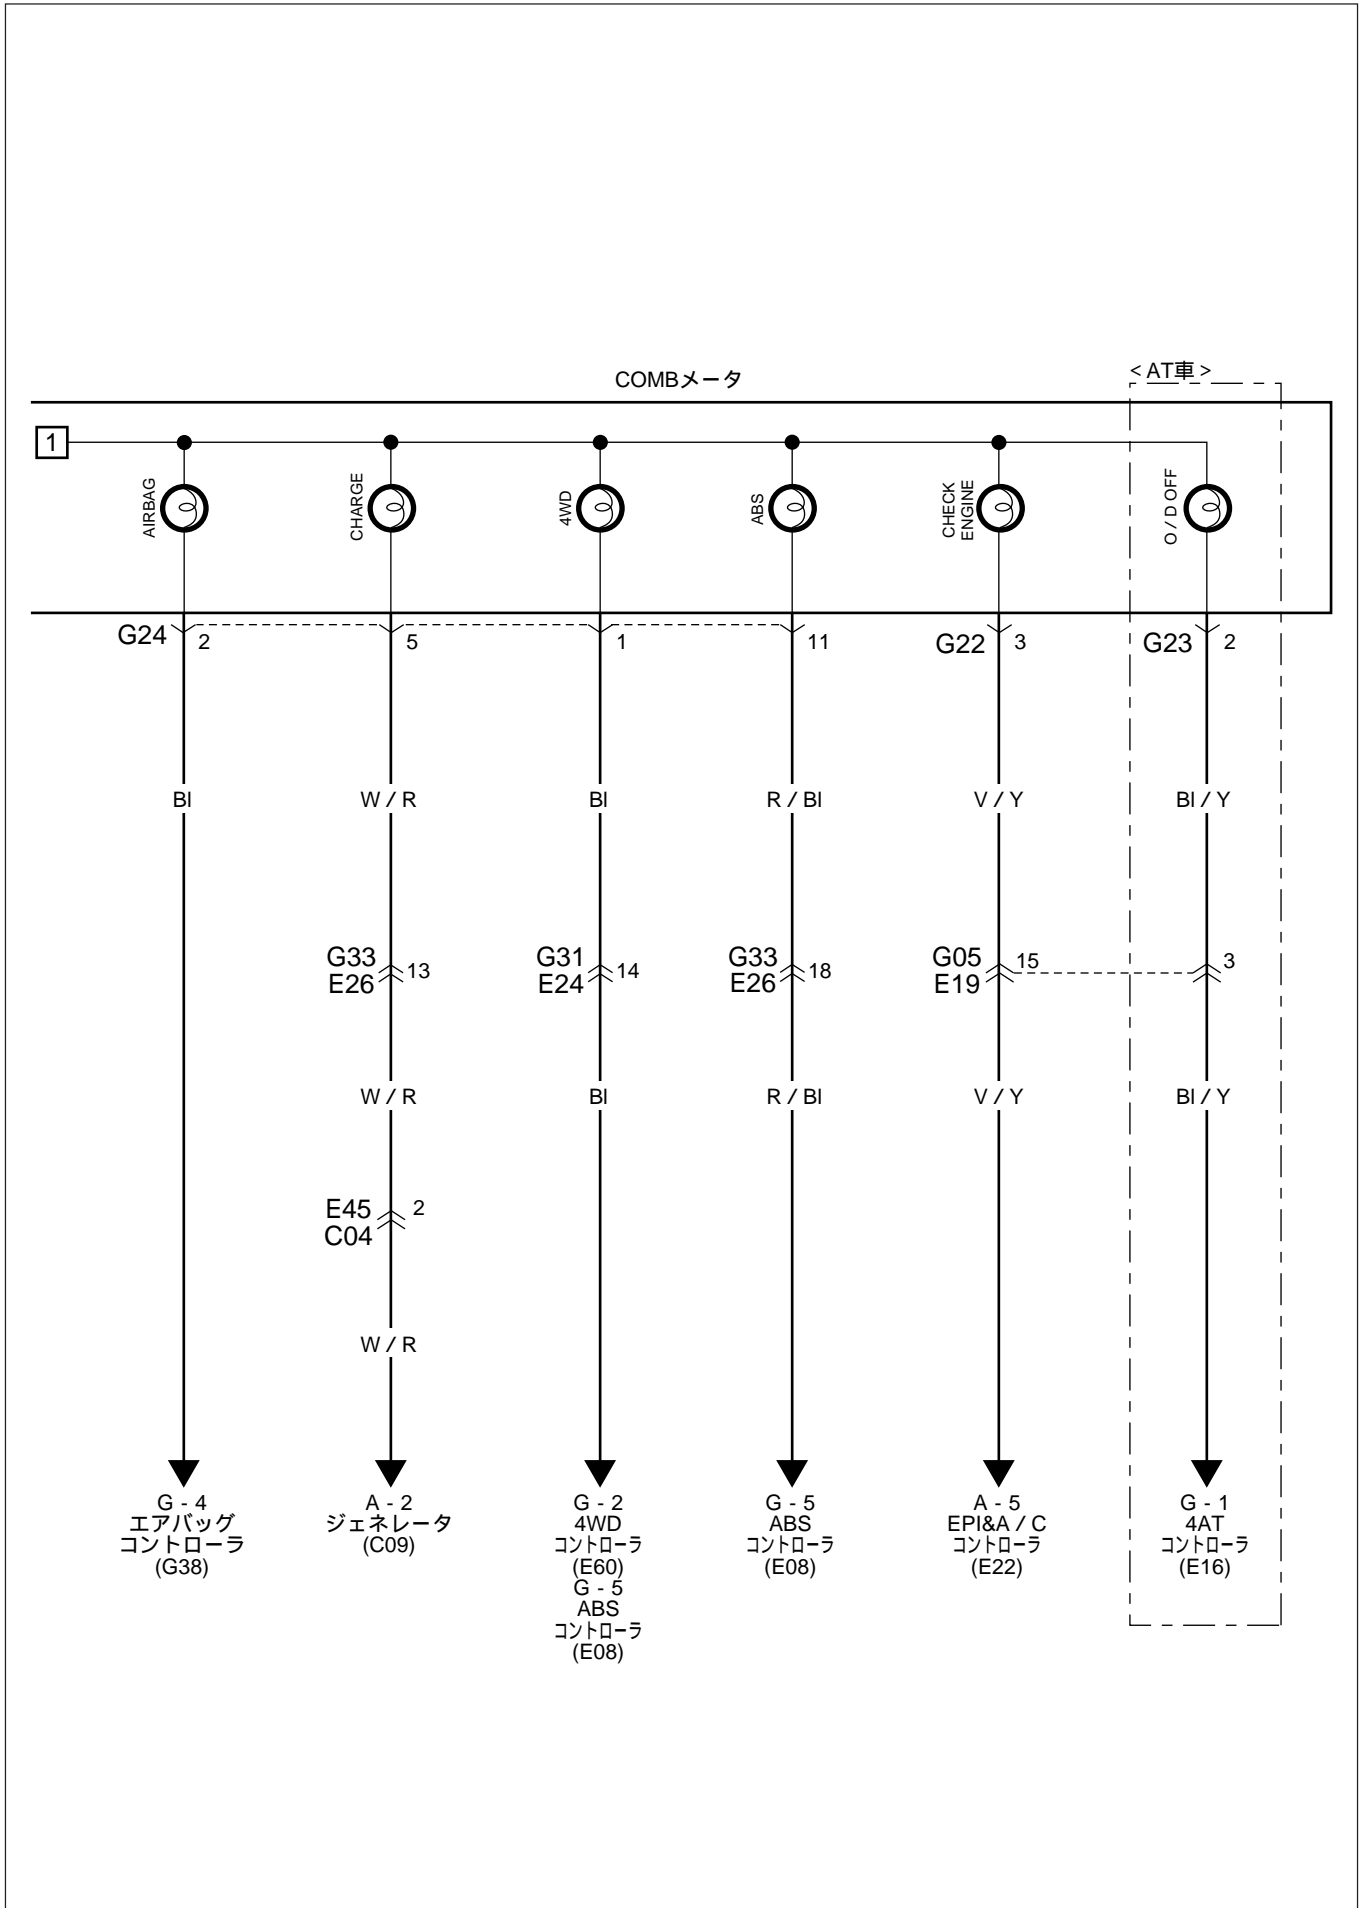 COMBメータ
< AT車 >
1
AIRBAG
CHARGE
4WD
ABS
CHECK
ENGINE
O / D OFF
G24 2 5 1 11 G22 3 G23 2
Bl W / R Bl R / Bl V / Y Bl / Y
G33 G31 G33 G05 15 3
13 14 18
E26 E24 E26 E19
W / R Bl R / Bl V / Y Bl / Y
E45 2
C04
W / R
G - 4
エアバッグ
コントローラ
(G38)
A - 2
ジェネレータ
(C09)
G - 2
4WD
コントローラ
(E60)
G - 5
ABS
コントローラ
(E08)
G - 5
ABS
コントローラ
(E08)
A - 5
EPI&A / C
コントローラ
(E22)
G - 1
4AT
コントローラ
(E16)